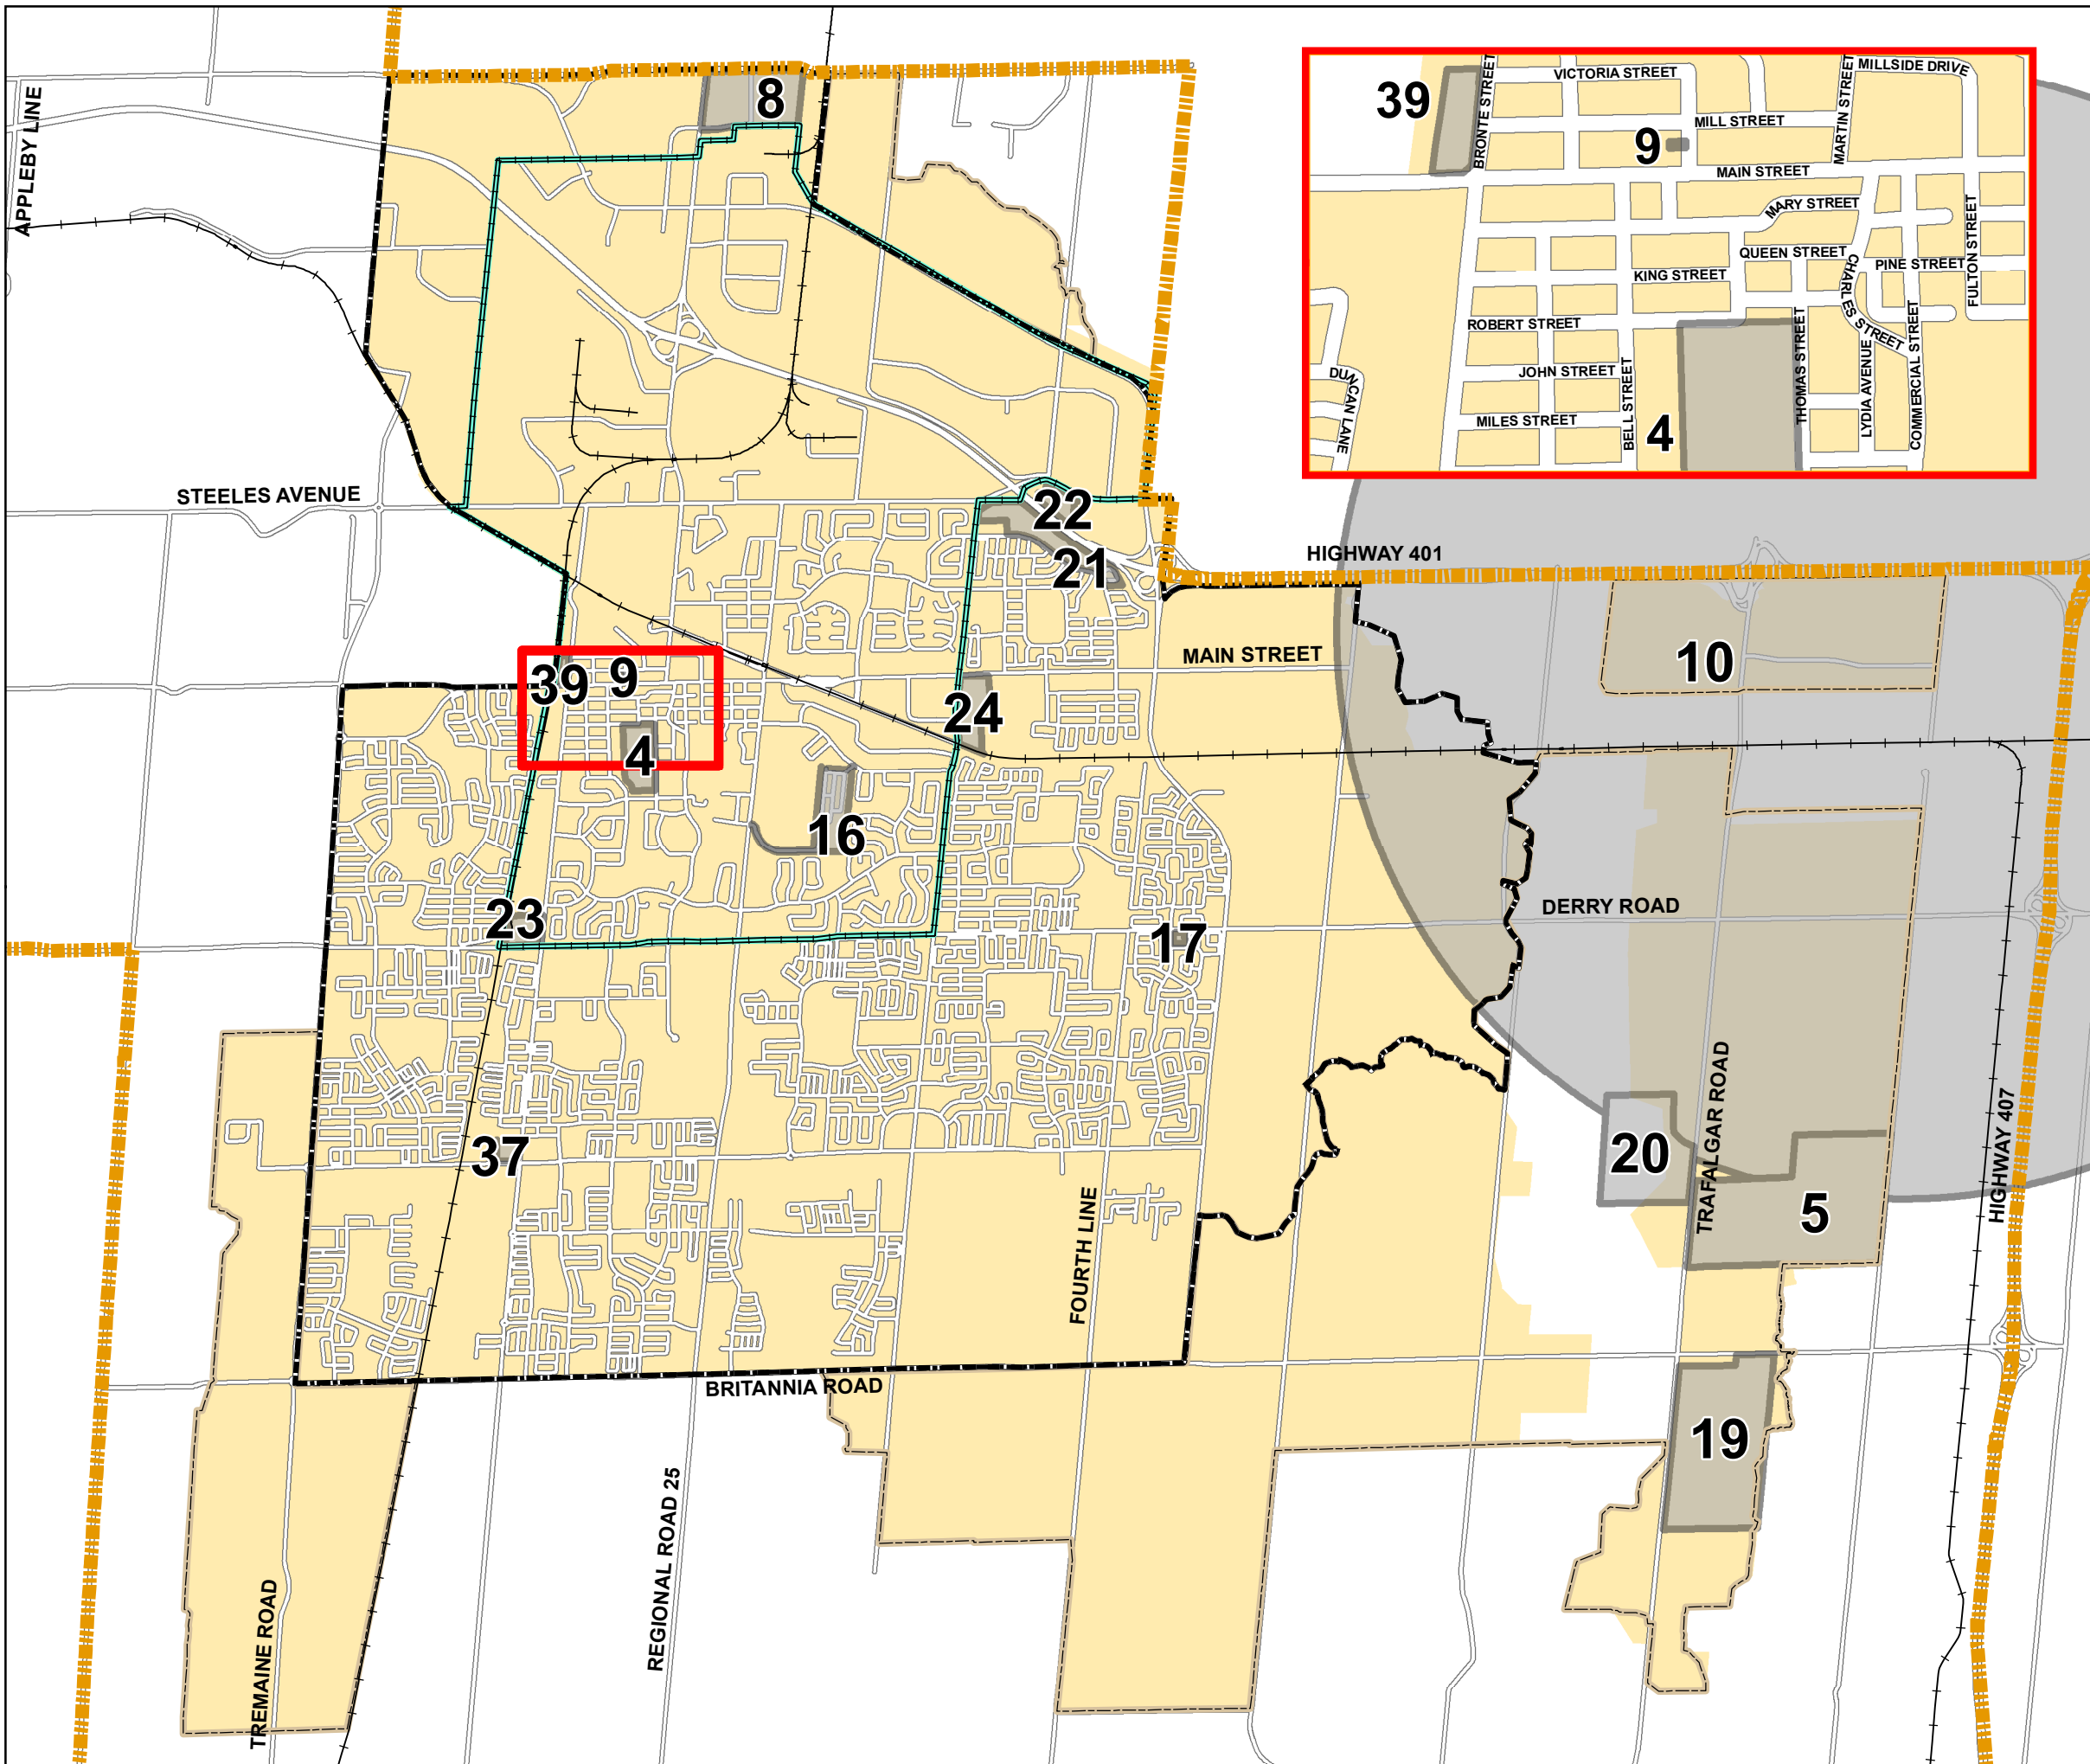 APPLEBY LINE
8
STEELES AVENUE
22
21
HIGHWAY 401
MAIN STREET
39
9
4
24
16
10
23
17
DERRY ROAD
37
20
5
TRAFALGAR ROAD
HIGHWAY 407
FOURTH LINE
BRITANNIA ROAD
19
REGIONAL ROAD 25
TREMAINE ROAD
39
BRONTE STREET
VICTORIA STREET
MILLSIDE DRIVE
MARTIN STREET
MILL STREET
9
MAIN STREET
MARY STREET
FULTON STREET
QUEEN STREET
PINE STREET
KING STREET
CHARLES STREET
ROBERT STREET
THOMAS STREET
COMMERCIAL STREET
LYDIA AVENUE
JOHN STREET
BELL STREET
DUNCAN LANE
MILES STREET
4